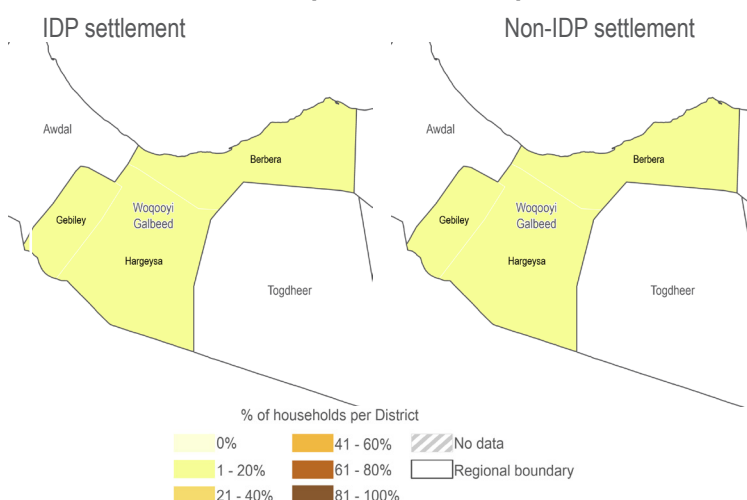 IDP settlement
Non-IDP settlement
Awdal
Berbera
Gebiley
Woqooyi
Galbeed
Hargeysa
Togdheer
Awdal
Berbera
Gebiley
Woqooyi
Galbeed
Hargeysa
Togdheer
% of households per District
0%
41 - 60%
No data
1 - 20%
61 - 80%
Regional boundary
21 - 40%
81 - 100%